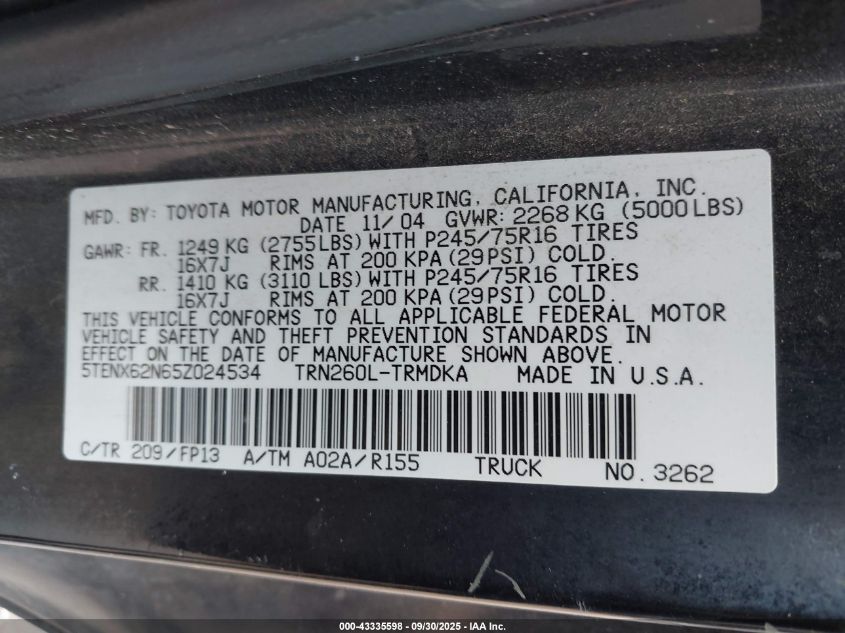 MFD. BY: TOYOTA MOTOR MANUFACTURING, CALIFORNIA, INC.
DATE 11/04 GVWR: 2268 KG (5000 LBS)
GAWR: FR. 1249 KG (2755 LBS) WITH P245/75R16 TIRES
16X7J RIMS AT 200 KPA (29 PSI) COLD.
RR. 1410 KG (3110 LBS) WITH P245/75R16 TIRES
16X7J RIMS AT 200 KPA (29 PSI) COLD.
THIS VEHICLE CONFORMS TO ALL APPLICABLE FEDERAL MOTOR
VEHICLE SAFETY AND THEFT PREVENTION STANDARDS IN
EFFECT ON THE DATE OF MANUFACTURE SHOWN ABOVE.
5TENX62N65Z024534 TRN260L-TRMDKA MADE IN U.S.A.
C/TR 209/FP13 A/TM A02A/R155 TRUCK NO. 3262
000-43335598 - 09/30/2025 - IAA Inc.